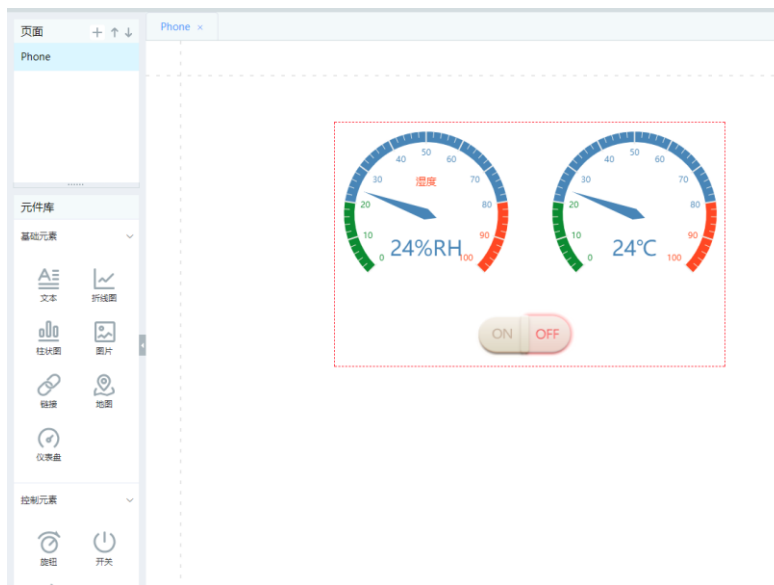 页面
Phone ×
Phone
元件库
基础元素
文本
折线图
柱状图
图片
链接
地图
仪表盘
控制元素
旋钮
开关
0
10
20
30
40
50
60
70
80
90
100
湿度
24%RH
0
10
20
30
40
50
60
70
80
90
100
24°C
ON
OFF